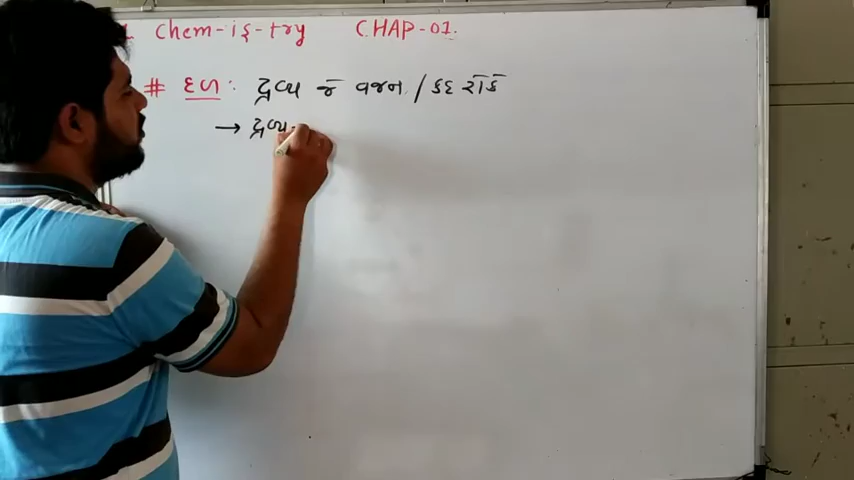 Chem-is-try CHAP-01.
# દળ : દ્રવ્ય જે વજન / કદ રોકે
→ દ્રવ્ય